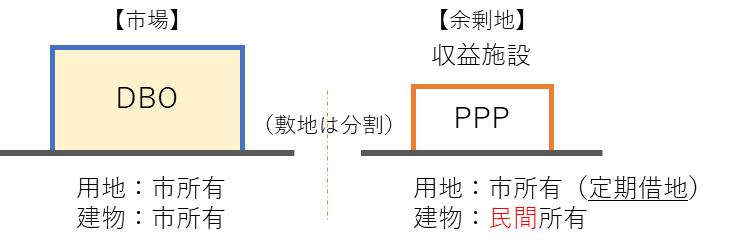 【市場】
DBO
用地：市所有
建物：市所有
（敷地は分割）
【余剰地】
収益施設
PPP
用地：市所有（定期借地）
建物：民間所有